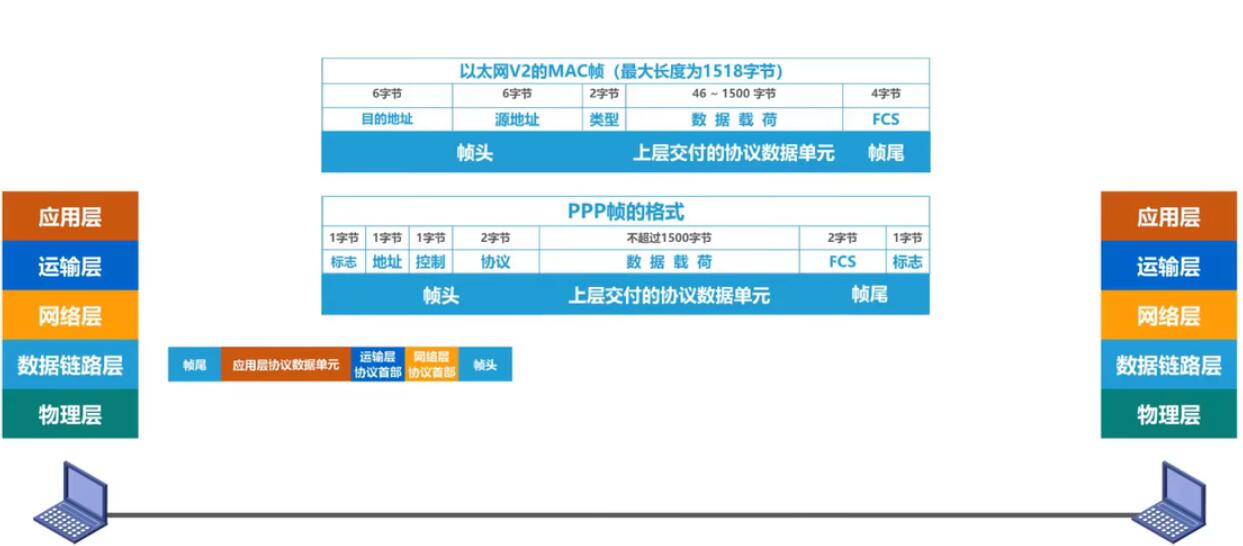 以太网V2的MAC帧（最大长度为1518字节）
6字节 6字节 2字节 46 ~ 1500 字节 4字节
目的地址 源地址 类型 数 据 载 荷 FCS
帧头 上层交付的协议数据单元 帧尾
PPP帧的格式
1字节 1字节 1字节 2字节 不超过1500字节 2字节 1字节
标志 地址 控制 协议 数 据 载 荷 FCS 标志
帧头 上层交付的协议数据单元 帧尾
应用层
运输层
网络层
数据链路层
物理层
帧尾 应用层协议数据单元 运输层 协议首部 网络层 协议首部 帧头
应用层
运输层
网络层
数据链路层
物理层